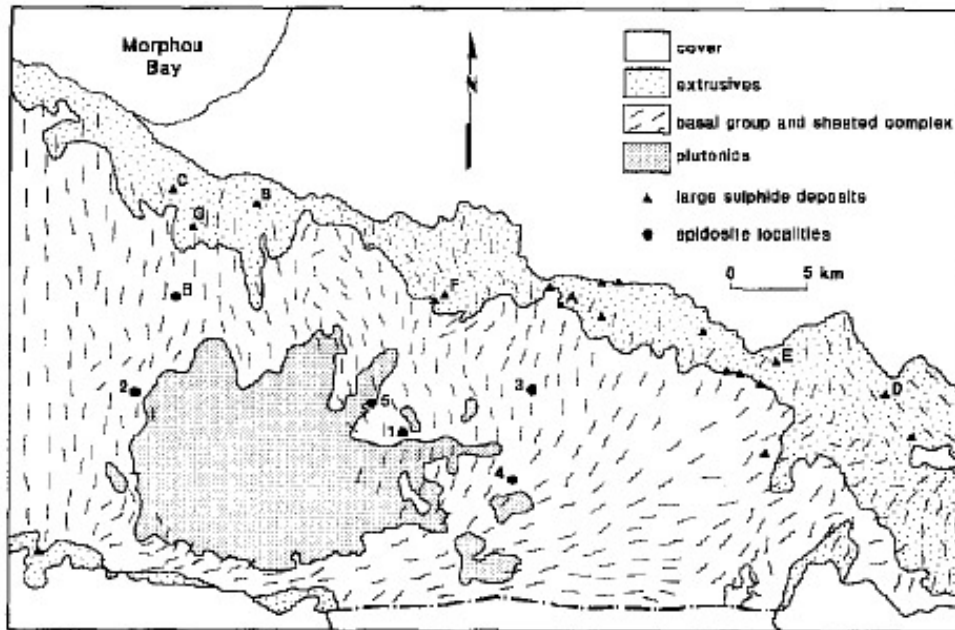 Morphou
Bay
N
cover
extrusives
basal group and sheeted complex
plutonics
large sulphide deposits
epidosite localities
0 5 km
C
B
G
B
F
A
E
D
2
5
3
1
4